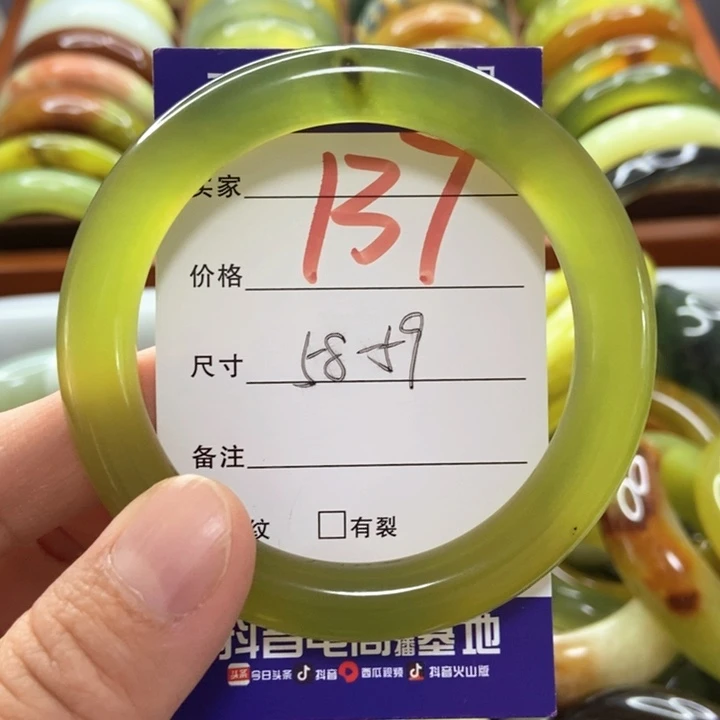 买家
137
价格
尺寸 58-59
备注
纹 □有裂
抖音电商直播基地
今日头条 抖音 西瓜视频 抖音火山版